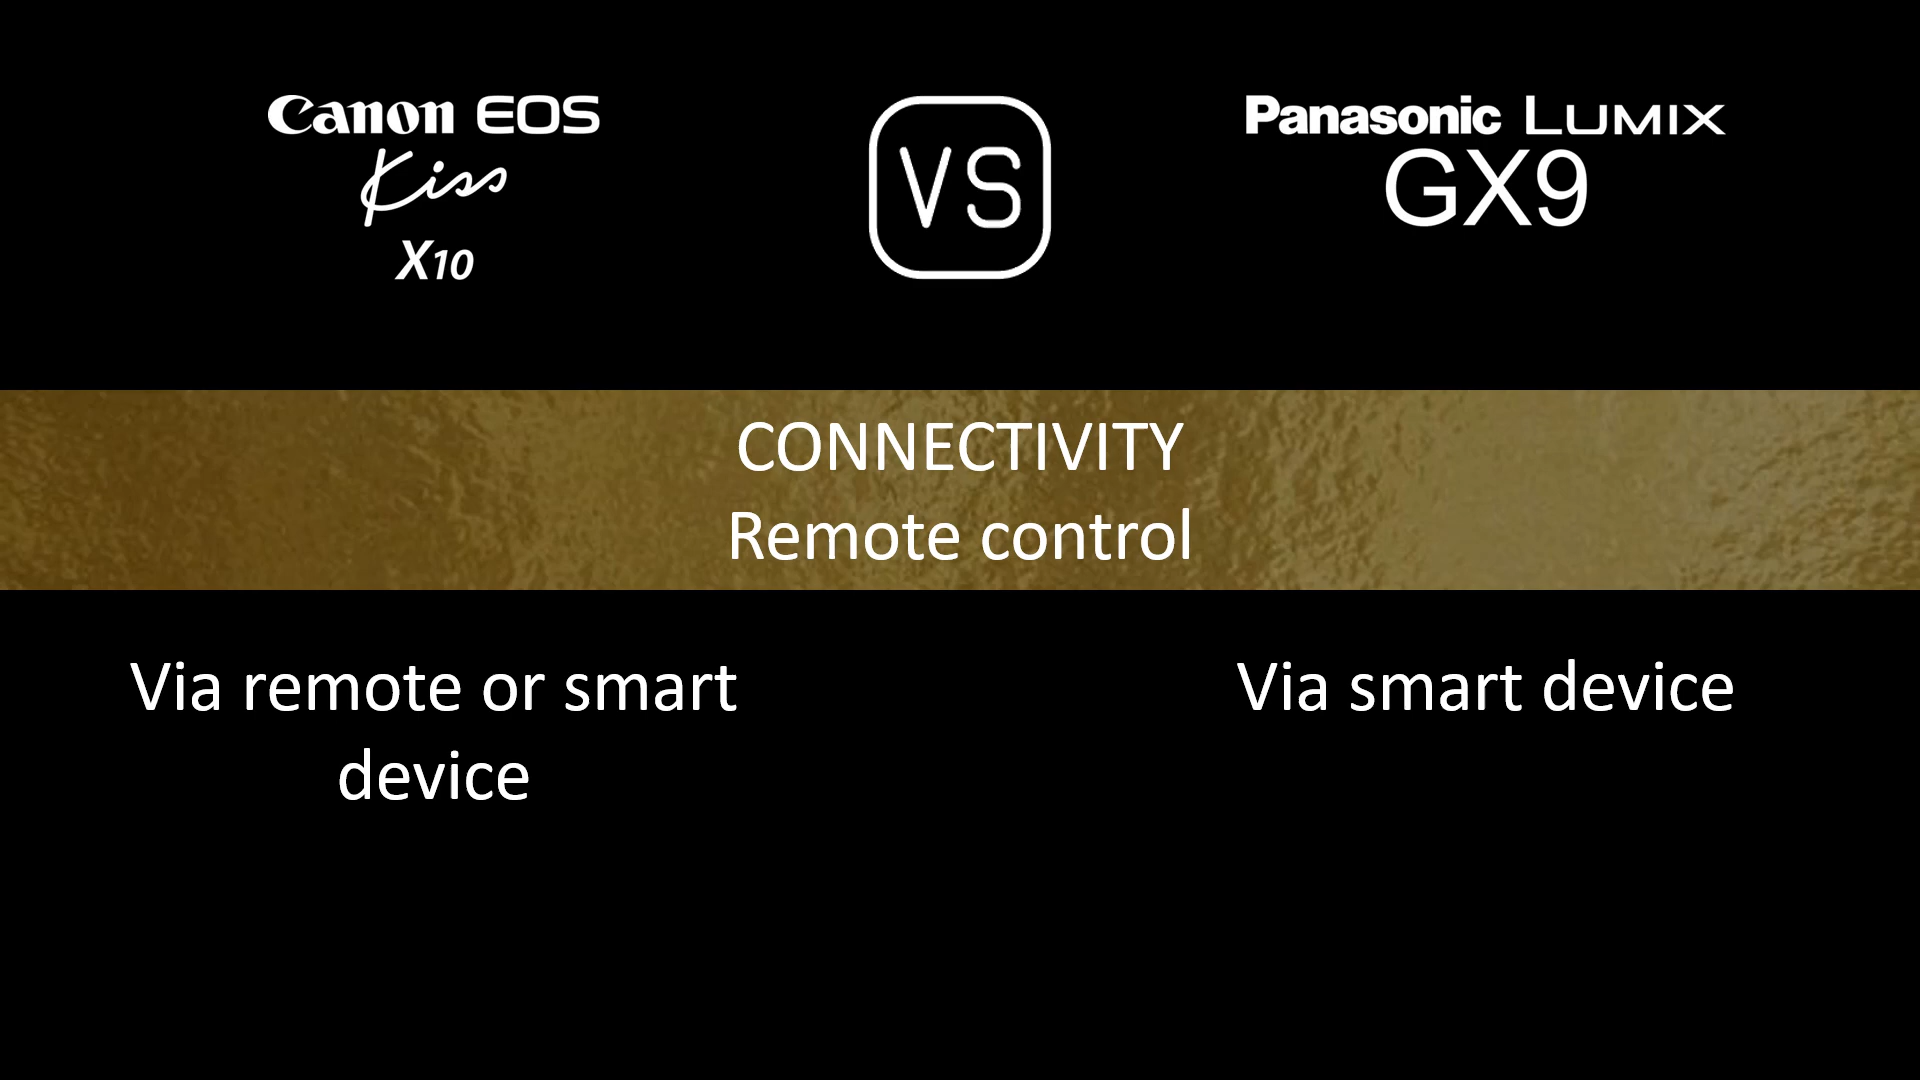 Canon EOS
Kiss
X10
VS
Panasonic LUMIX
GX9
CONNECTIVITY
Remote control
Via remote or smart
device
Via smart device